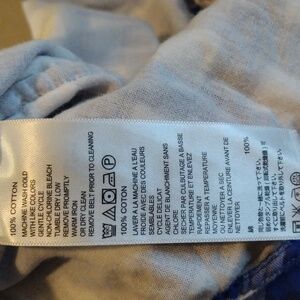 100% COTTON
MACHINE WASH COLD
WITH LIKE COLORS
GENTLE CYCLE
NON-CHLORINE BLEACH
TUMBLE DRY LOW
REMOVE PROMPTLY
WARM IRON
OR DRY CLEAN
REMOVE BELT PRIOR TO CLEANING
100% COTON
LAVER A LA MACHINE A L'EAU
FROIDE AVEC DES COULEURS
SEMBLABLES
CYCLE DELICAT
AGENT DE BLANCHIMENT SANS
CHLORE
SECHER PAR CULBUTAGE A BASSE
TEMPERATURE ET ENLEVEZ
RAPIDEMENT
REPASSER A TEMPERATURE
MOYENNE
OU NETTOYER A SEC
ENLEVER LA CEINTURE AVANT DE
NETTOYER
綿 100%